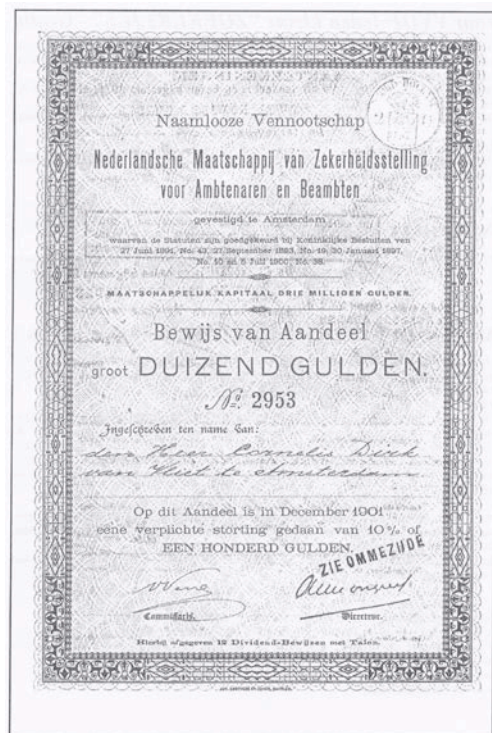 Naamlooze Vennootschap
Nederlandsche Maatschappij van Zekerheidsstelling
voor Ambtenaren en Beambten
gevestigd te Amsterdam
waarvan de Statuten zijn goedgekeurd bij Koninklijke Besluiten van
27 Juni 1891, No. 43, 27 September 1893, No. 19, 20 Januari 1897,
No. 10 en 5 Juli 1900, No. 38.
MAATSCHAPPELIJK KAPITAAL DRIE MILLIOEN GULDEN.
Bewijs van Aandeel
groot DUIZEND GULDEN.
No. 2953
Ingeschreven ten name van:
den Heer Cornelis Dirk
van Vliet te Amsterdam
Op dit Aandeel is in December 1901
eene verplichte storting gedaan van 10% of
EEN HONDERD GULDEN.
ZIE OMMEZIJDE
Commissaris. Directeur.
Hierbij afgegeven 12 Dividend-Bewijzen met Talon.